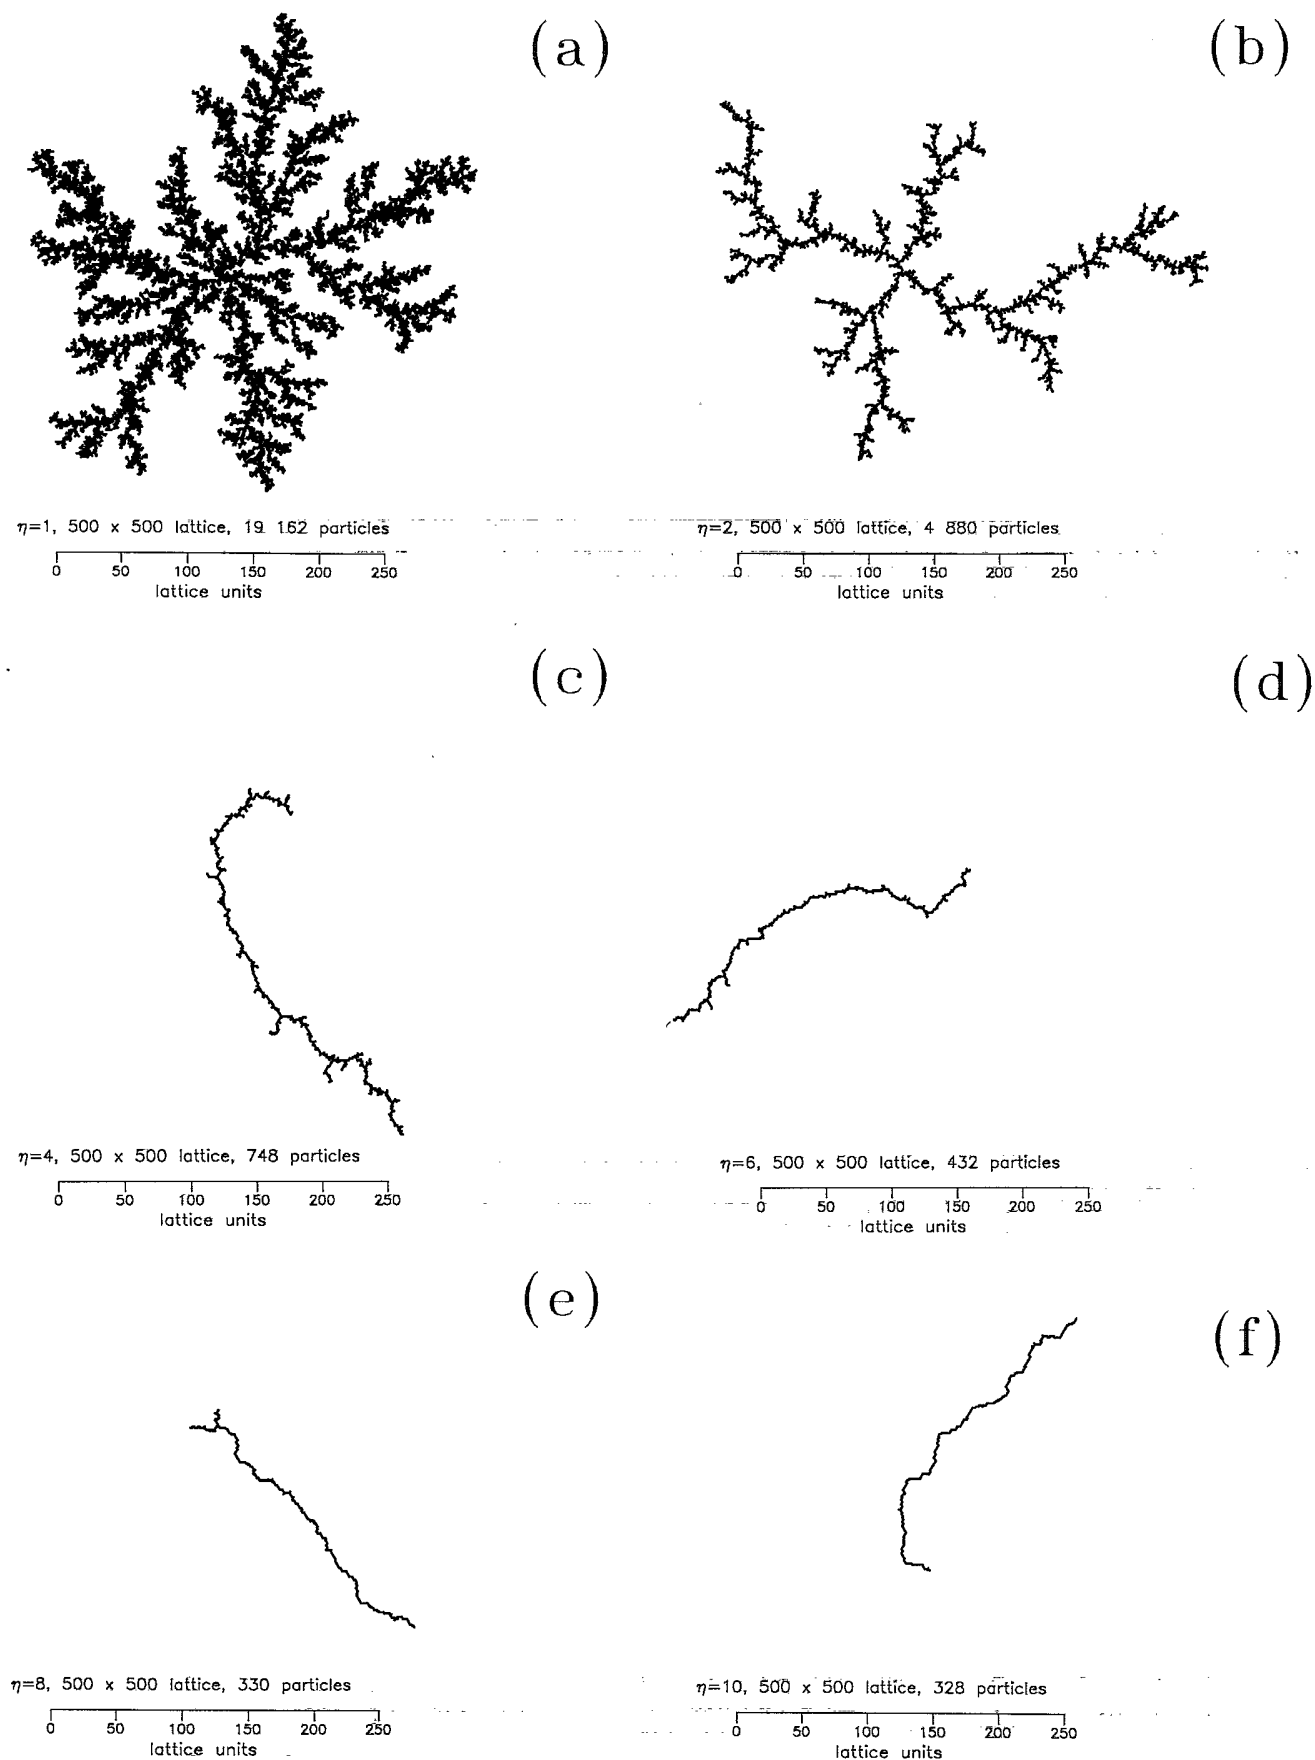 (a)
(b)
η=1, 500 x 500 lattice, 19 162 particles
0 50 100 150 200 250
lattice units
η=2, 500 x 500 lattice, 4 880 particles
0 50 100 150 200 250
lattice units
(c)
(d)
η=4, 500 x 500 lattice, 748 particles
0 50 100 150 200 250
lattice units
η=6, 500 x 500 lattice, 432 particles
0 50 100 150 200 250
lattice units
(e)
(f)
η=8, 500 x 500 lattice, 330 particles
0 50 100 150 200 250
lattice units
η=10, 500 x 500 lattice, 328 particles
0 50 100 150 200 250
lattice units